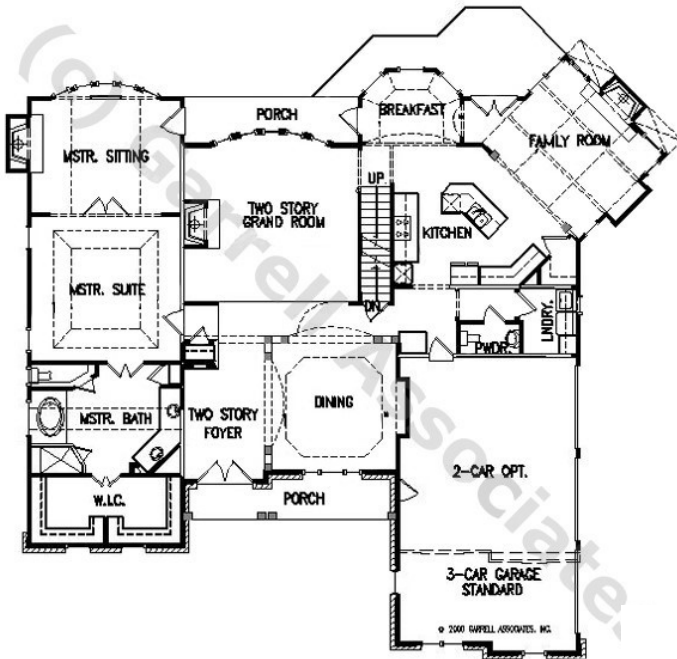 (c) Garrell Associates,
PORCH
BREAKFAST
FAMILY ROOM
MSTR. SITTING
UP
TWO STORY
GRAND ROOM
KITCHEN
MSTR. SUITE
DN.
LNDRY.
PWDR.
MSTR. BATH
TWO STORY
FOYER
DINING
2-CAR OPT.
W.I.C.
PORCH
3-CAR GARAGE
STANDARD
© 2000 GARRELL ASSOCIATES, INC.